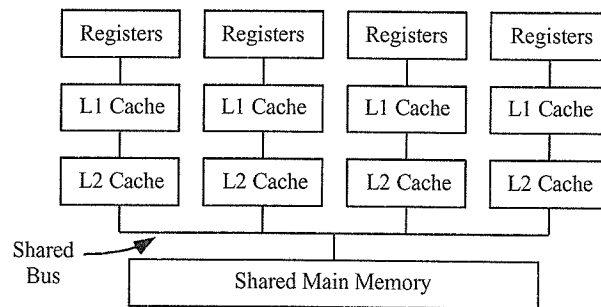 Registers Registers Registers Registers
L1 Cache L1 Cache L1 Cache L1 Cache
L2 Cache L2 Cache L2 Cache L2 Cache
Shared
Bus
Shared Main Memory